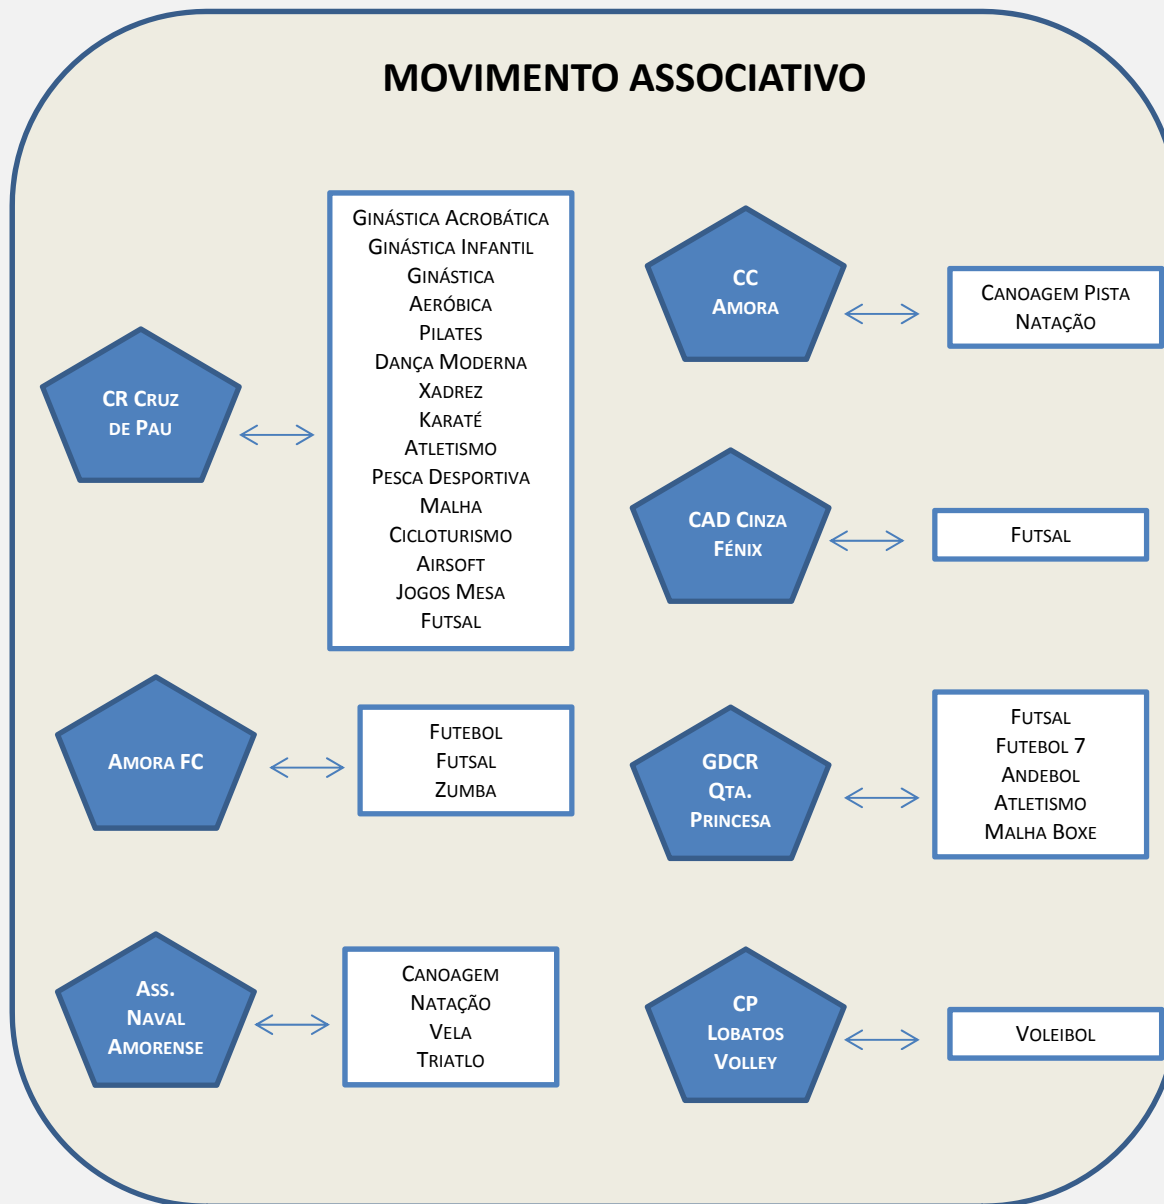 MOVIMENTO ASSOCIATIVO
CR CRUZ
DE PAU
GINÁSTICA ACROBÁTICA
GINÁSTICA INFANTIL
GINÁSTICA
AERÓBICA
PILATES
DANÇA MODERNA
XADREZ
KARATÉ
ATLETISMO
PESCA DESPORTIVA
MALHA
CICLOTURISMO
AIRSOFT
JOGOS MESA
FUTSAL
AMORA FC
FUTEBOL
FUTSAL
ZUMBA
ASS.
NAVAL
AMORENSE
CANOAGEM
NATAÇÃO
VELA
TRIATLO
CC
AMORA
CANOAGEM PISTA
NATAÇÃO
CAD CINZA
FÉNIX
FUTSAL
GDCR
QTA.
PRINCESA
FUTSAL
FUTEBOL 7
ANDEBOL
ATLETISMO
MALHA BOXE
CP
LOBATOS
VOLLEY
VOLEIBOL